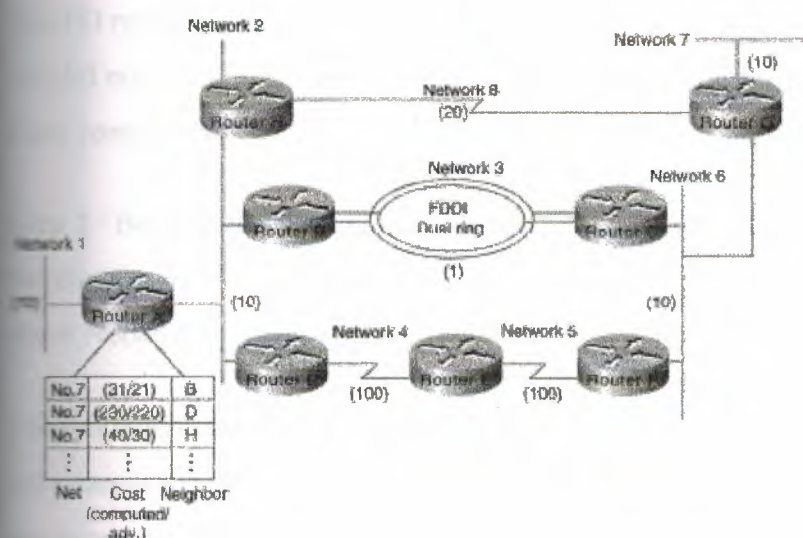 Network 2
Network 7
(10)
Network 8
(20)
Router
Router G
Network 3
Network 6
FDDI
Dual ring
Router B
Router
(1)
Network 1
Router A
(10)
(10)
Network 4
Network 5
Router
Router
Router
(100)
(100)
No.7 (31/21) B
No.7 (230/220) D
No.7 (40/30) H
Net Cost Neighbor
(computed/
adv.)